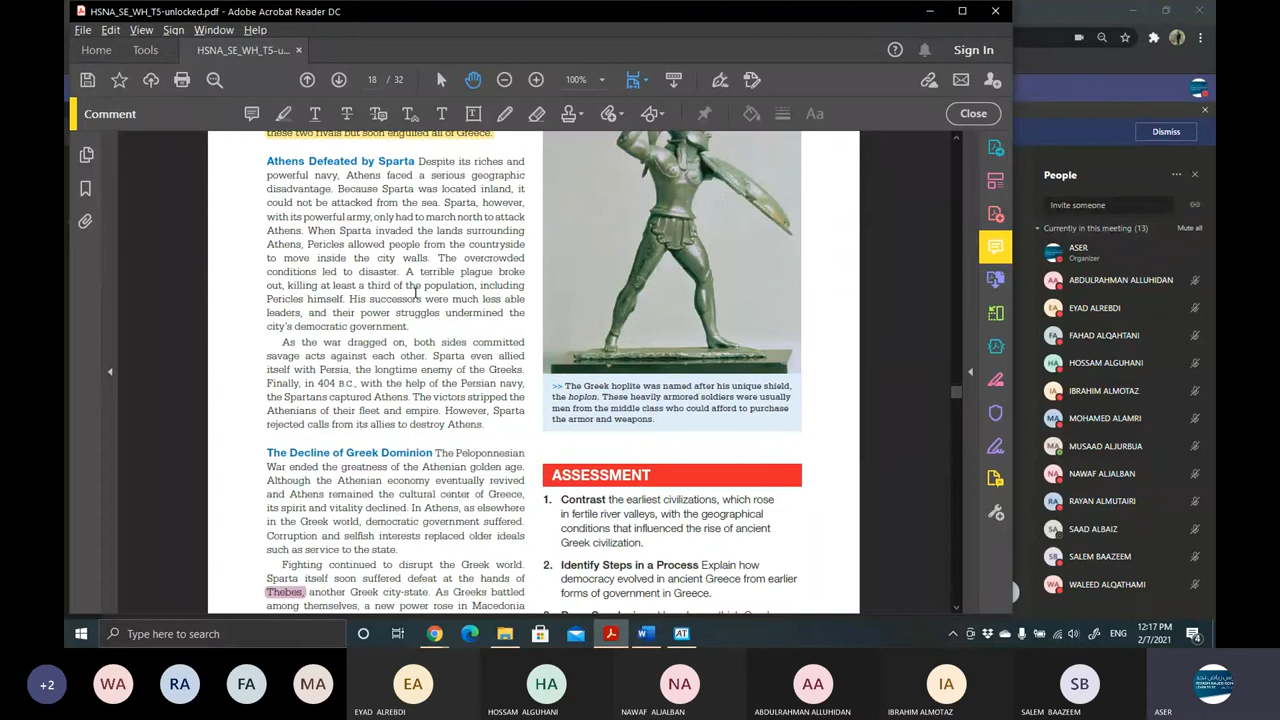 HSNA_SE_WH_T5-unlocked.pdf - Adobe Acrobat Reader DC
File Edit View Sign Window Help
Home Tools HSNA_SE_WH_T5-u... ×
Sign In
18 / 32 100%
Comment
Close
these two rivals but soon engulfed all of Greece.
Athens Defeated by Sparta Despite its riches and
powerful navy, Athens faced a serious geographic
disadvantage. Because Sparta was located inland, it
could not be attacked from the sea. Sparta, however,
with its powerful army, only had to march north to attack
Athens. When Sparta invaded the lands surrounding
Athens, Pericles allowed people from the countryside
to move inside the city walls. The overcrowded
conditions led to disaster. A terrible plague broke
out, killing at least a third of the population, including
Pericles himself. His successors were much less able
leaders, and their power struggles undermined the
city's democratic government.
As the war dragged on, both sides committed
savage acts against each other. Sparta even allied
itself with Persia, the longtime enemy of the Greeks.
Finally, in 404 B.C., with the help of the Persian navy,
the Spartans captured Athens. The victors stripped the
Athenians of their fleet and empire. However, Sparta
rejected calls from its allies to destroy Athens.
The Decline of Greek Dominion The Peloponnesian
War ended the greatness of the Athenian golden age.
Although the Athenian economy eventually revived
and Athens remained the cultural center of Greece,
its spirit and vitality declined. In Athens, as elsewhere
in the Greek world, democratic government suffered.
Corruption and selfish interests replaced older ideals
such as service to the state.
Fighting continued to disrupt the Greek world.
Sparta itself soon suffered defeat at the hands of
Thebes, another Greek city-state. As Greeks battled
among themselves, a new power rose in Macedonia
>> The Greek hoplite was named after his unique shield,
the hoplon. These heavily armored soldiers were usually
men from the middle class who could afford to purchase
the armor and weapons.
ASSESSMENT
1. Contrast the earliest civilizations, which rose
in fertile river valleys, with the geographical
conditions that influenced the rise of ancient
Greek civilization.
2. Identify Steps in a Process Explain how
democracy evolved in ancient Greece from earlier
forms of government in Greece.
Dismiss
People
Invite someone
Currently in this meeting (13) Mute all
ASER
Organizer
AA ABDULRAHMAN ALLUHIDAN
EA EYAD ALREBDI
FA FAHAD ALQAHTANI
HA HOSSAM ALGUHANI
IA IBRAHIM ALMOTAZ
MA MOHAMED ALAMRI
MA MUSAAD ALJURBUA
NA NAWAF ALJALBAN
RA RAYAN ALMUTAIRI
SA SAAD ALBAIZ
SB SALEM BAAZEEM
WA WALEED ALQATHAMI
Type here to search
ENG
12:17 PM
2/7/2021
+2 WA RA FA MA EA HA NA AA IA SB
EYAD ALREBDI HOSSAM ALGUHANI NAWAF ALJALBAN ABDULRAHMAN ALLUHIDAN IBRAHIM ALMOTAZ SALEM BAAZEEM ASER